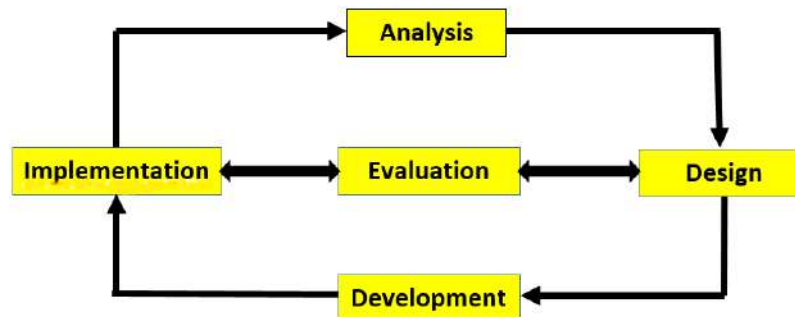 Analysis
Implementation
Evaluation
Design
Development